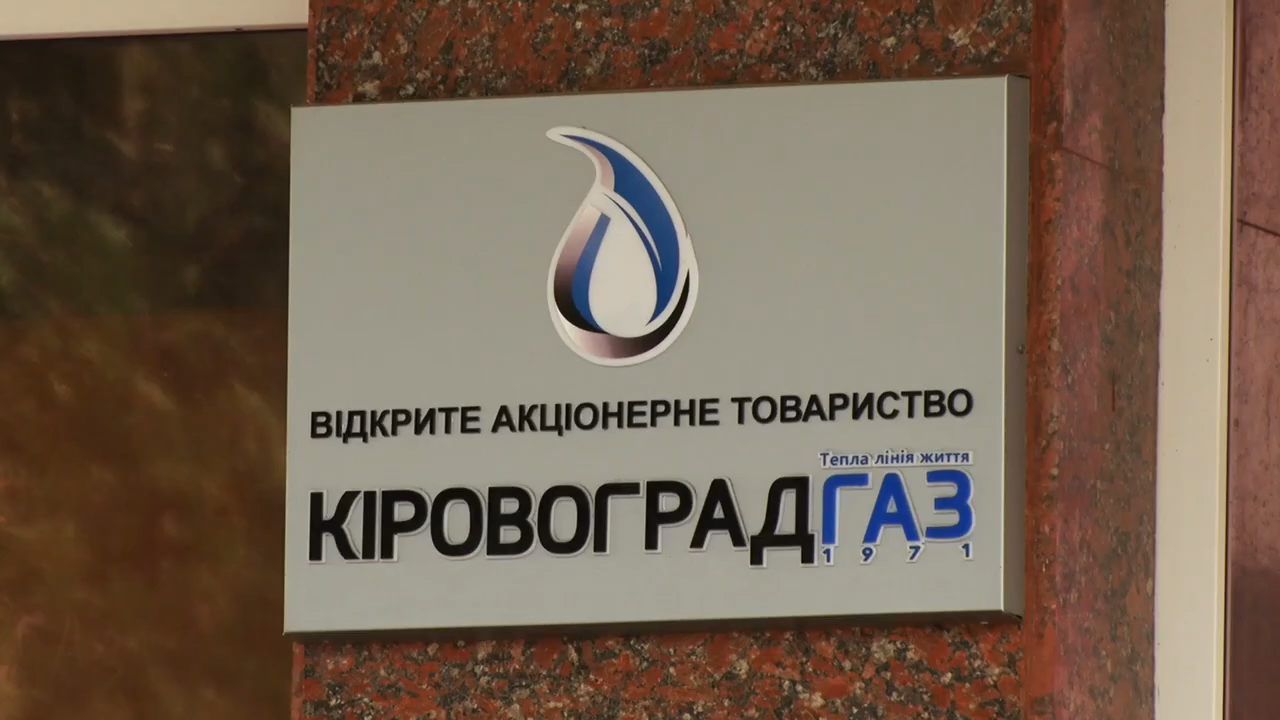 ВІДКРИТЕ АКЦІОНЕРНЕ ТОВАРИСТВО
Тепла лінія життя
КІРОВОГРАДГАЗ
1971